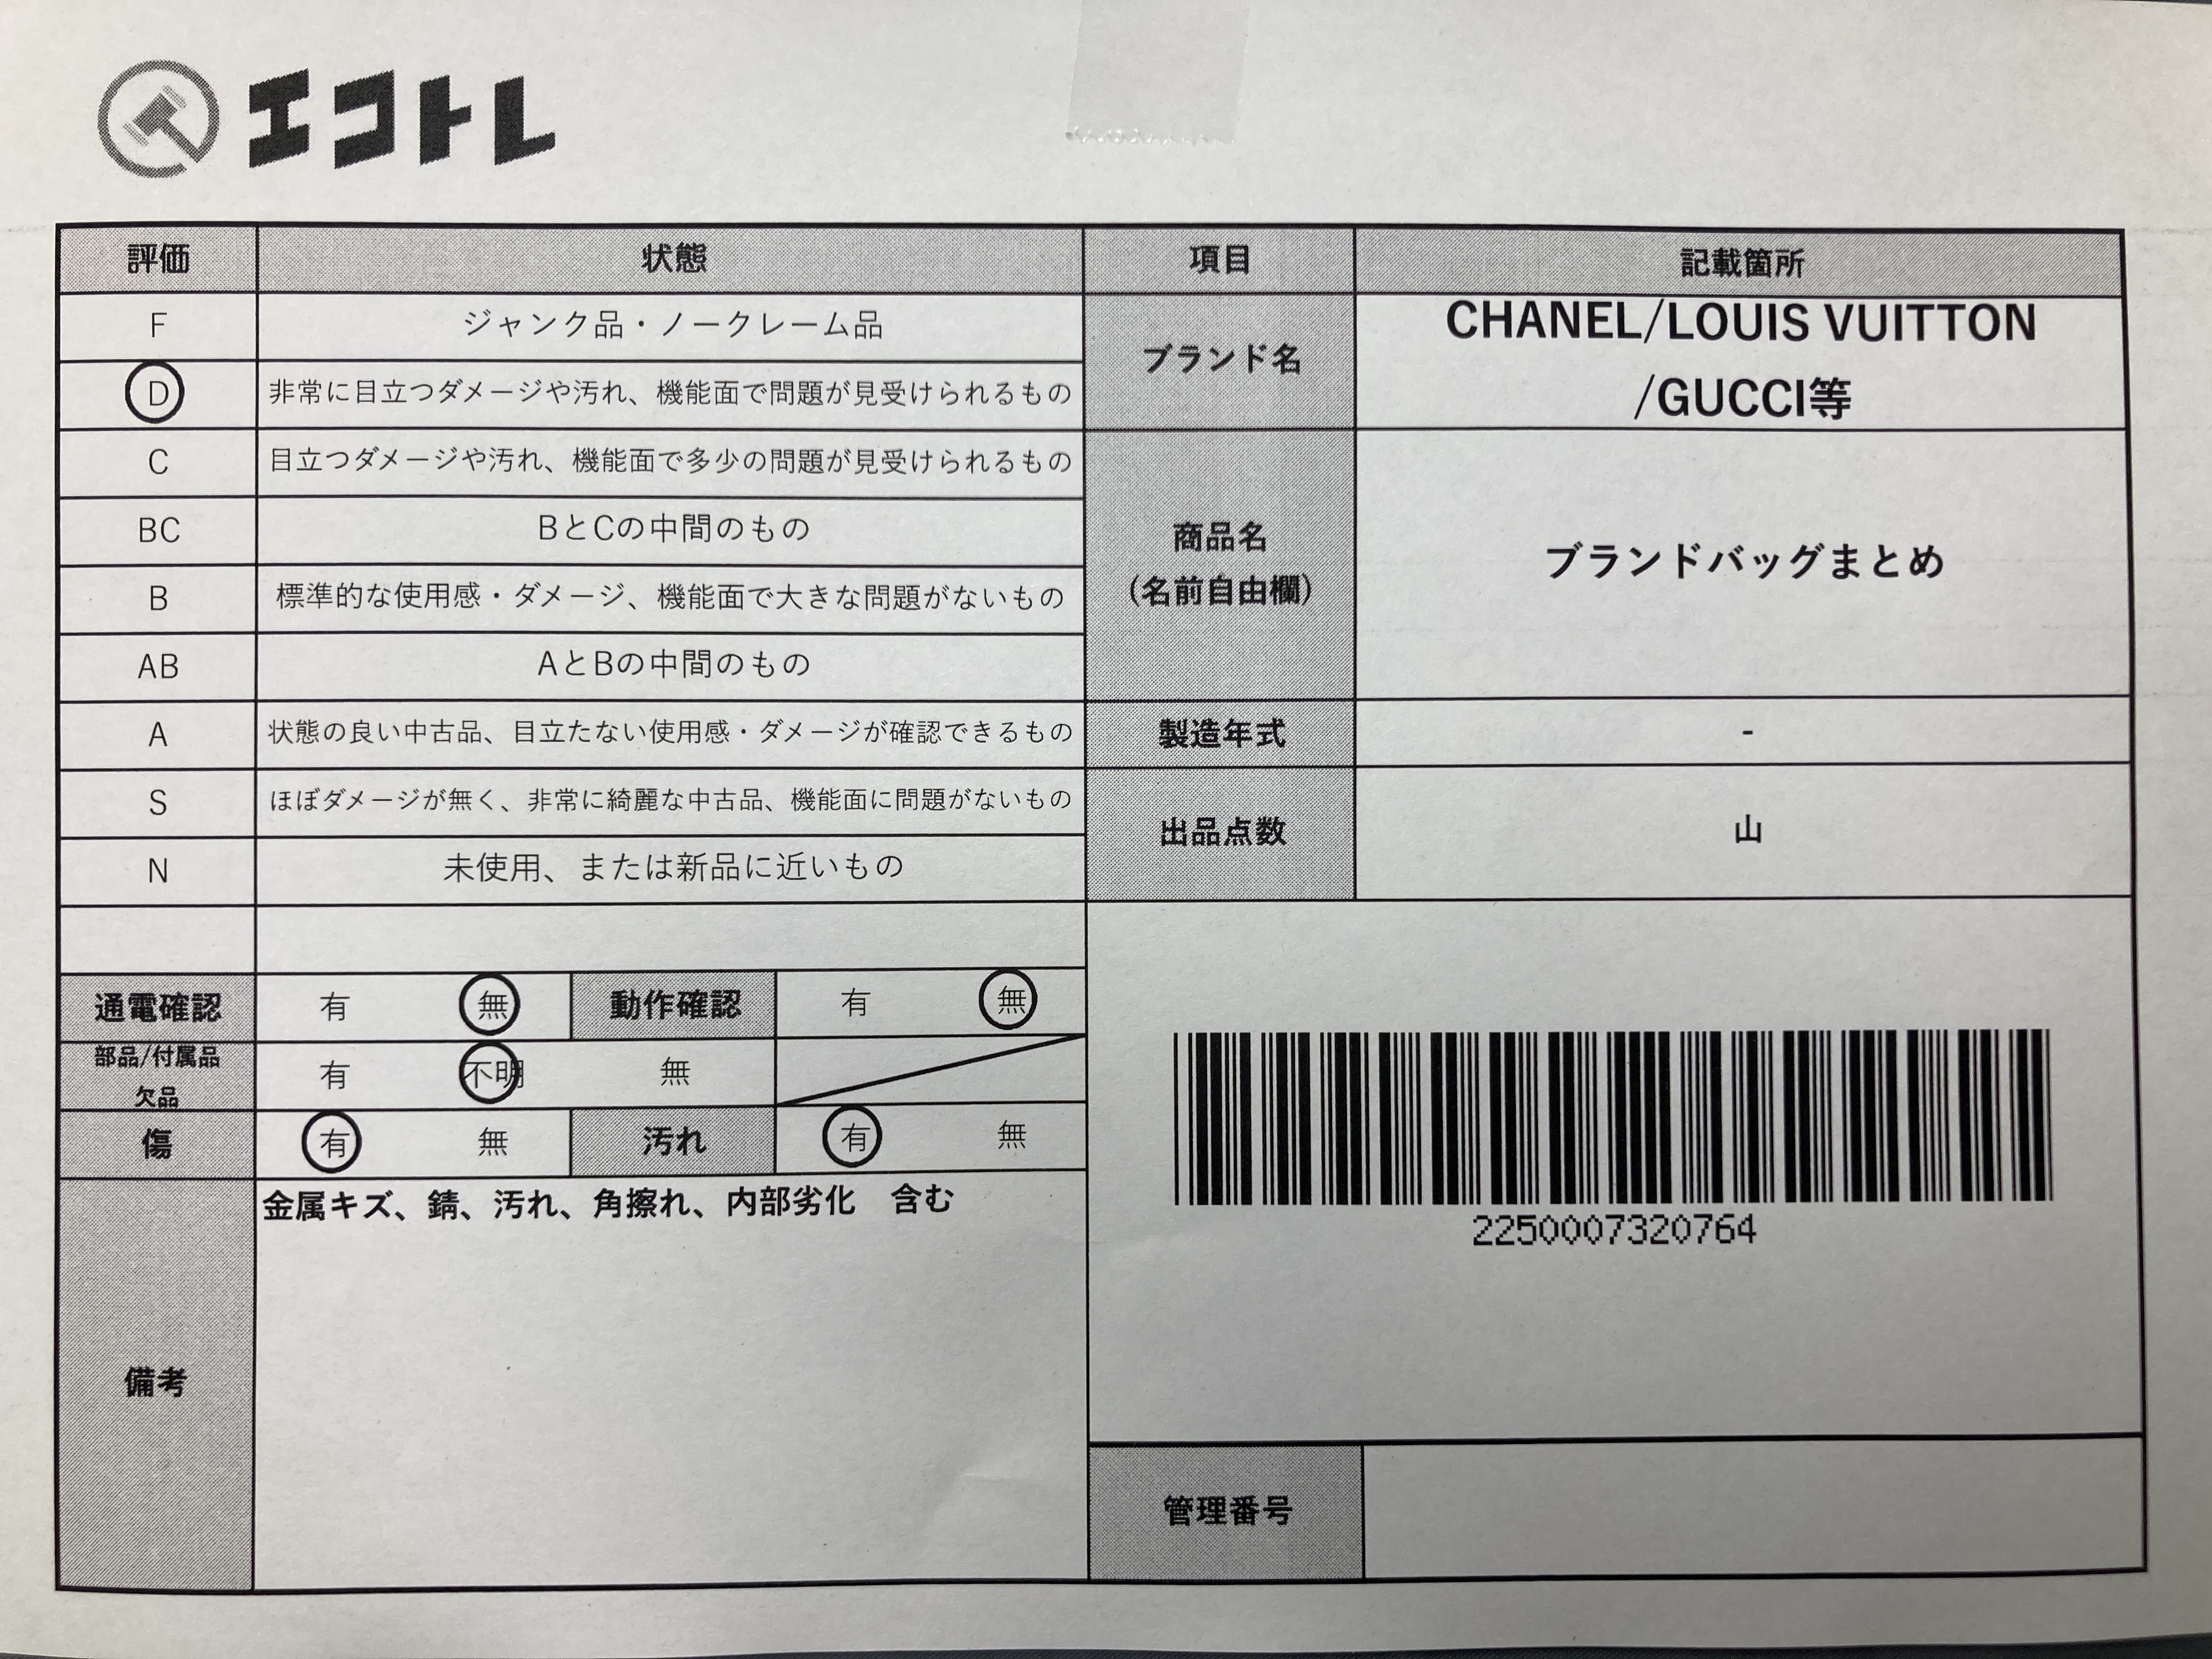 エコトレ
評価 状態 項目 記載箇所
F ジャンク品・ノークレーム品
D 非常に目立つダメージや汚れ、機能面で問題が見受けられるもの
C 目立つダメージや汚れ、機能面で多少の問題が見受けられるもの
BC BとCの中間のもの
B 標準的な使用感・ダメージ、機能面で大きな問題がないもの
AB AとBの中間のもの
A 状態の良い中古品、目立たない使用感・ダメージが確認できるもの
S ほぼダメージが無く、非常に綺麗な中古品、機能面に問題がないもの
N 未使用、または新品に近いもの
ブランド名
CHANEL/LOUIS VUITTON
/GUCCI等
商品名
(名前自由欄)
ブランドバッグまとめ
製造年式 -
出品点数 山
通電確認 有 無 動作確認 有 無
部品/付属品
欠品
有 不明 無
傷 有 無 汚れ 有 無
備考
金属キズ、錆、汚れ、角擦れ、内部劣化 含む
2250007320764
管理番号